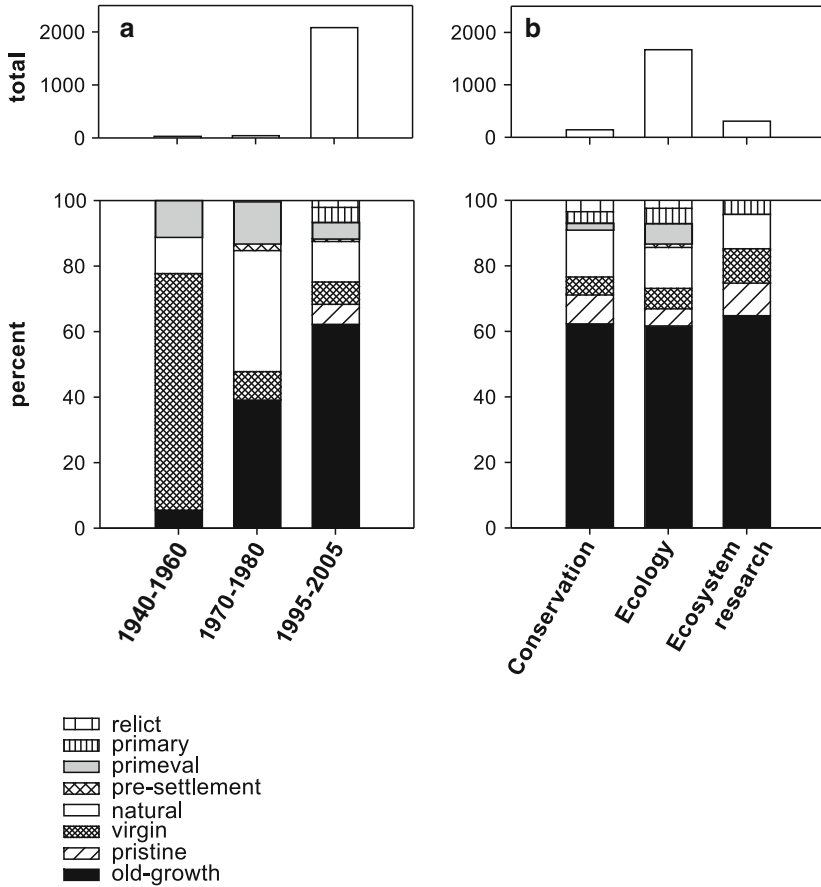 a
b
total
2000
1000
0
2000
1000
0
percent
100
80
60
40
20
0
100
80
60
40
20
0
1940-1960
1970-1980
1995-2005
Conservation
Ecology
Ecosystem
research
relict
primary
primeval
pre-settlement
natural
virgin
pristine
old-growth